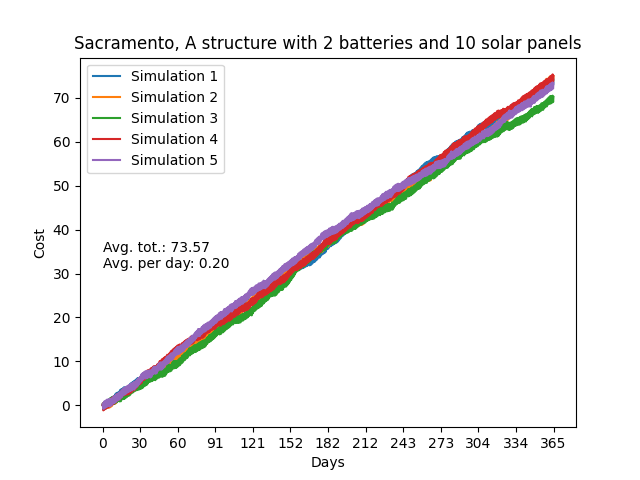 Sacramento, A structure with 2 batteries and 10 solar panels
Simulation 1
Simulation 2
Simulation 3
Simulation 4
Simulation 5
Avg. tot.: 73.57
Avg. per day: 0.20
Cost
70
60
50
40
30
20
10
0
0 30 60 91 121 152 182 212 243 273 304 334 365
Days